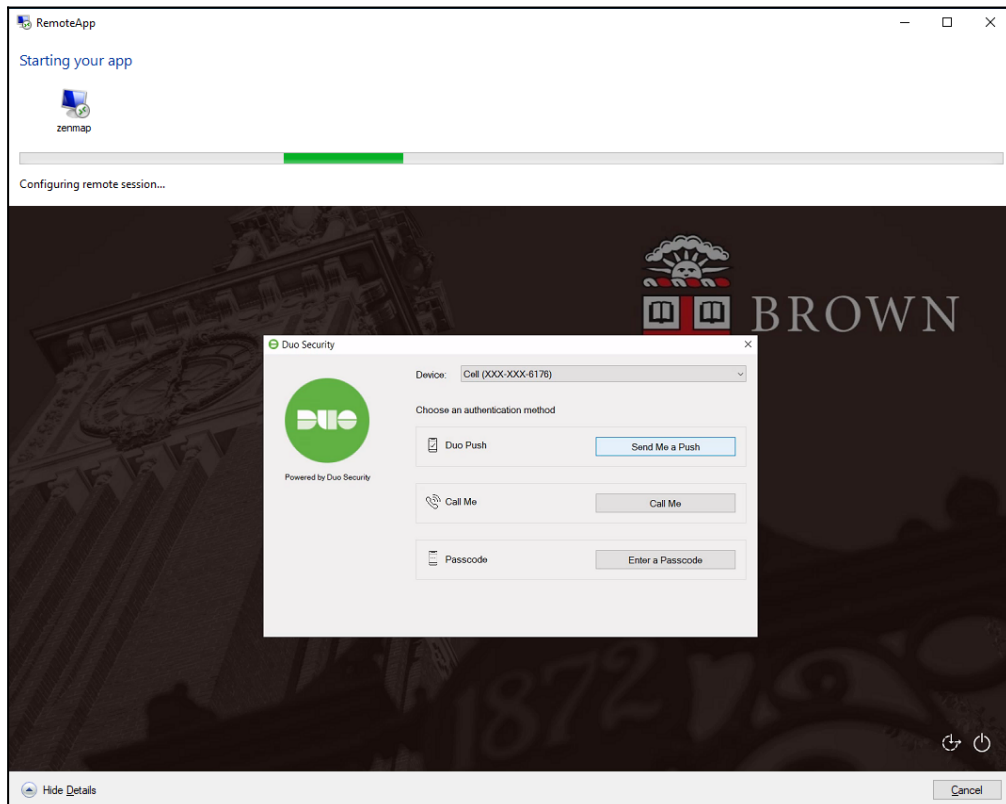 RemoteApp
Starting your app
zenmap
Configuring remote session...
BROWN
Duo Security
Device: Cell (XXX-XXX-6176)
Choose an authentication method
DUO
Powered by Duo Security
Duo Push Send Me a Push
Call Me Call Me
Passcode Enter a Passcode
1872
Hide Details Cancel